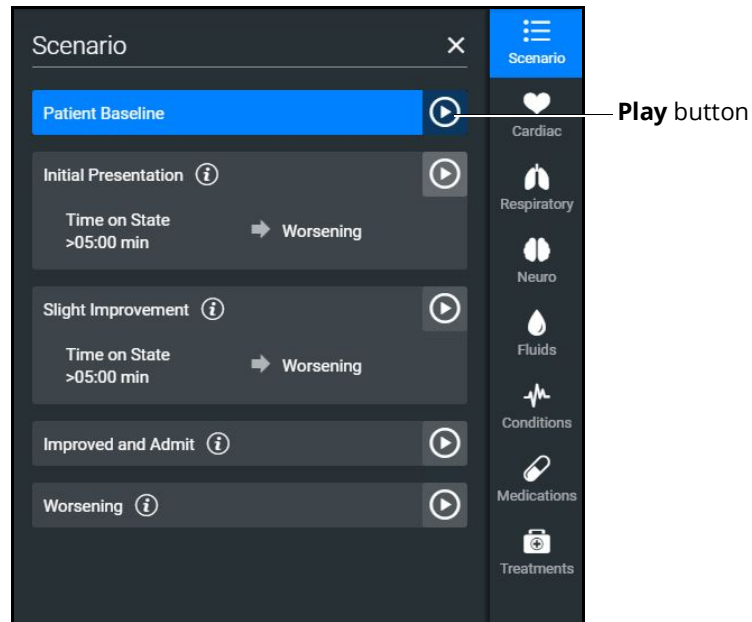 Scenario
Patient Baseline
Initial Presentation
Time on State
>05:00 min
Worsening
Slight Improvement
Time on State
>05:00 min
Worsening
Improved and Admit
Worsening
Scenario
Cardiac
Respiratory
Neuro
Fluids
Conditions
Medications
Treatments
Play button